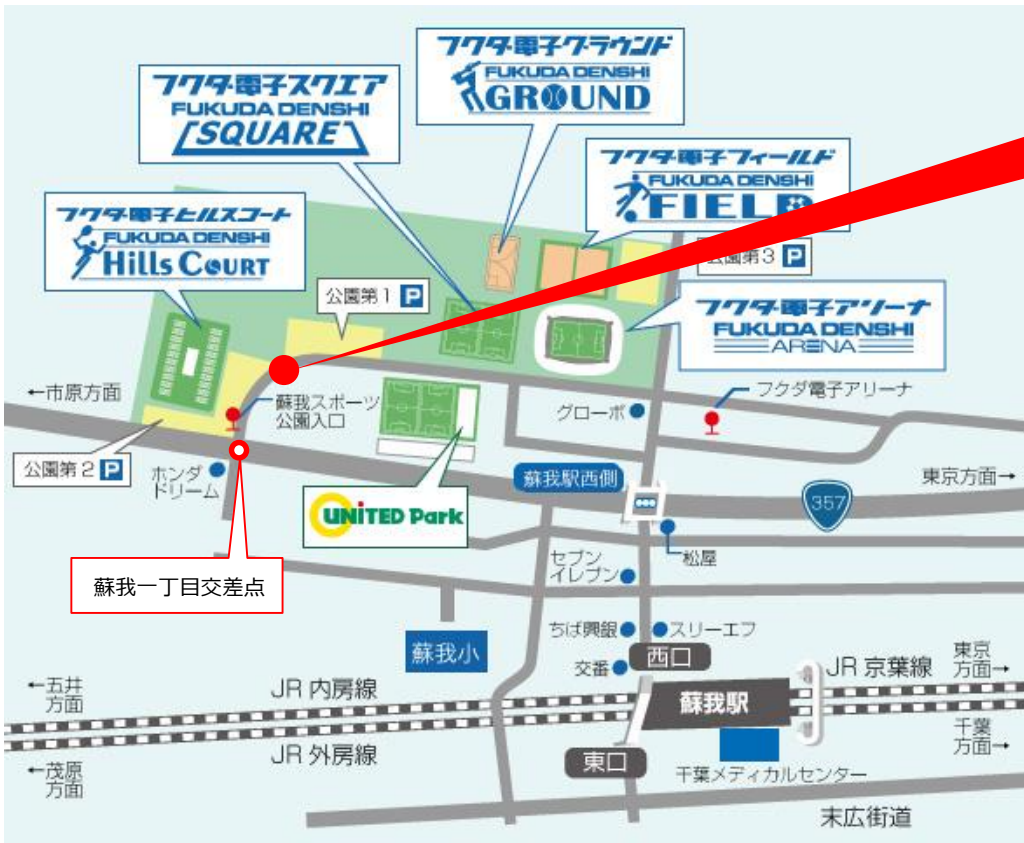 フクダ電子グラウンド
FUKUDA DENSHI
GROUND
フクダ電子スクエア
FUKUDA DENSHI
SQUARE
フクダ電子フィールド
FUKUDA DENSHI
FIELD
フクダ電子ヒルスコート
FUKUDA DENSHI
Hills COURT
公園第3 P
公園第1 P
フクダ電子アリーナ
FUKUDA DENSHI
ARENA
←市原方面
蘇我スポーツ
公園入口
グローボ
フクダ電子アリーナ
公園第2 P
ホンダ
ドリーム
蘇我駅西側
357
東京方面→
UNITED Park
蘇我一丁目交差点
セブン
イレブン
松屋
ちば興銀
スリーエフ
蘇我小
交番
西口
JR 京葉線
東京
方面→
←五井
方面
JR 内房線
蘇我駅
千葉
方面→
←茂原
方面
JR 外房線
東口
千葉メディカルセンター
末広街道